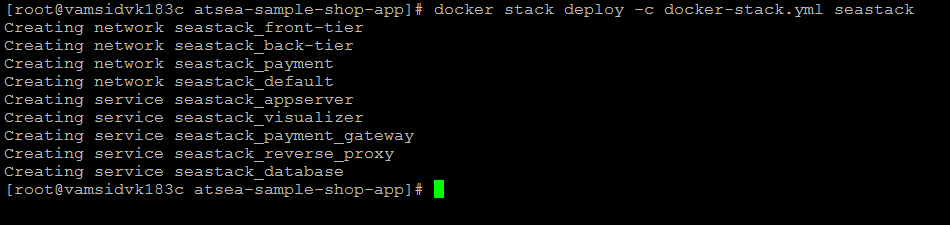 [root@vamsidvk183c atsea-sample-shop-app]# docker stack deploy -c docker-stack.yml seastack
Creating network seastack_front-tier
Creating network seastack_back-tier
Creating network seastack_payment
Creating network seastack_default
Creating service seastack_appserver
Creating service seastack_visualizer
Creating service seastack_payment_gateway
Creating service seastack_reverse_proxy
Creating service seastack_database
[root@vamsidvk183c atsea-sample-shop-app]#